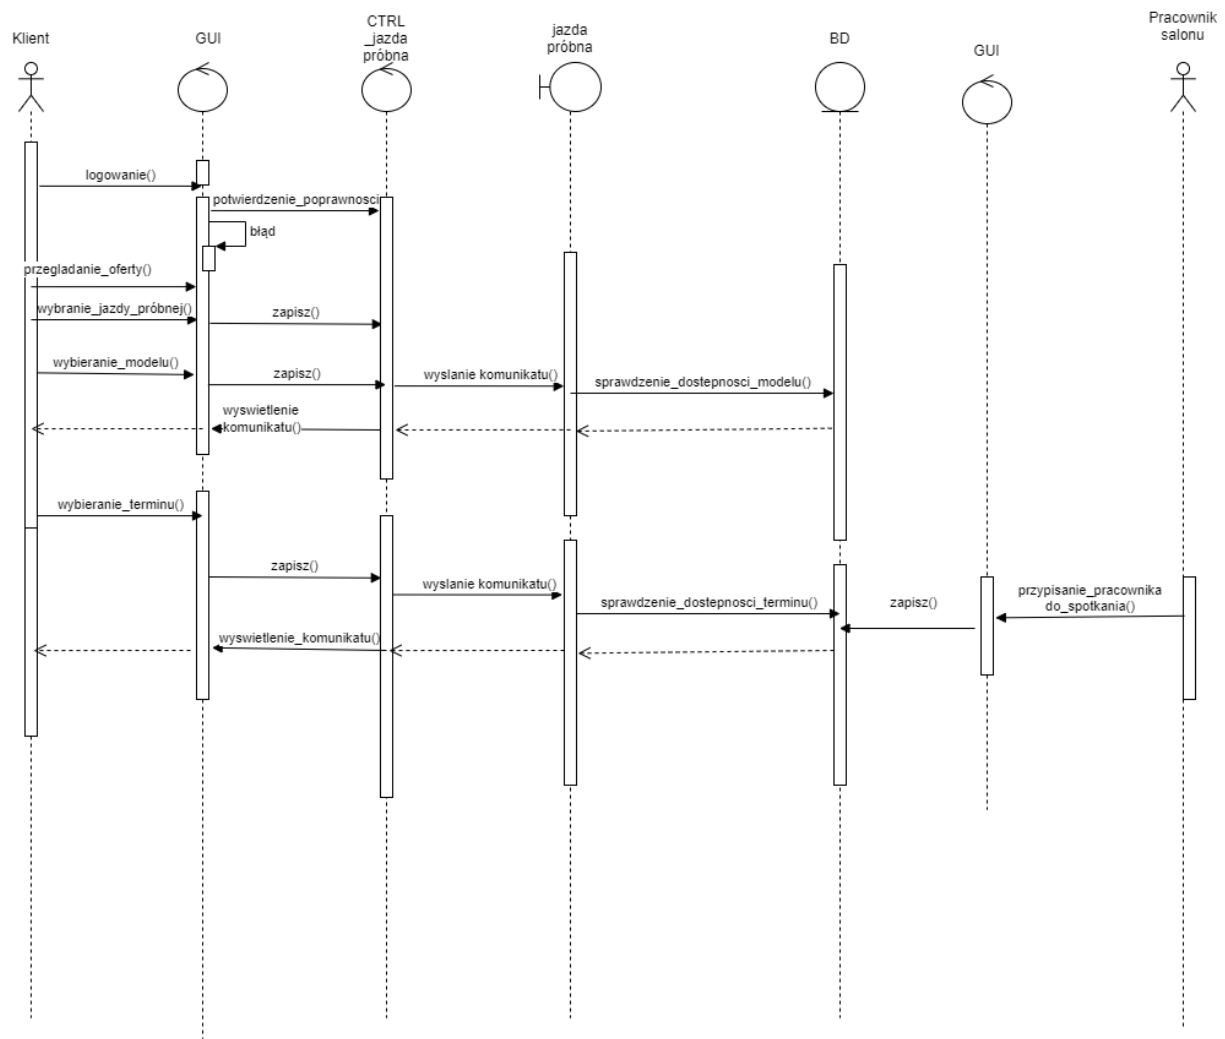 Klient
GUI
CTRL
_jazda
próbna
jazda
próbna
BD
GUI
Pracownik
salonu
logowanie()
potwierdzenie_poprawnosci
błąd
przegladanie_oferty()
wybranie_jazdy_próbnej()
zapisz()
wybieranie_modelu()
zapisz()
wyslanie komunikatu()
sprawdzenie_dostepnosci_modelu()
wyswietlenie
komunikatu()
wybieranie_terminu()
zapisz()
wyslanie komunikatu()
sprawdzenie_dostepnosci_terminu()
zapisz()
przypisanie_pracownika
do_spotkania()
wyswietlenie_komunikatu()